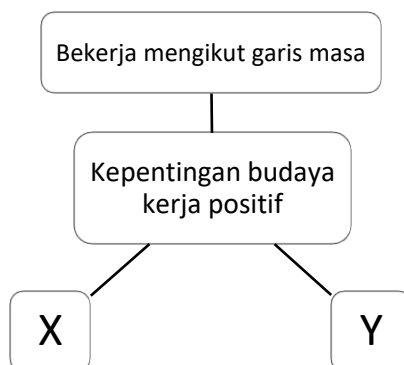 Bekerja mengikut garis masa
Kepentingan budaya
kerja positif
X
Y